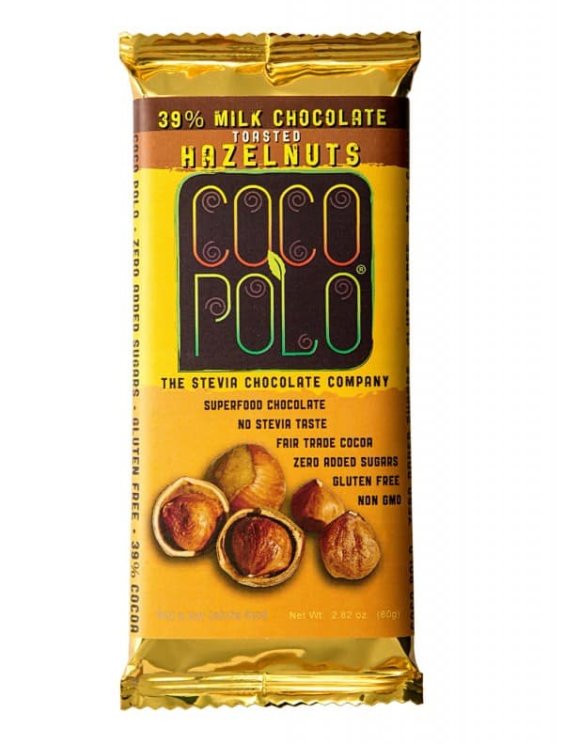 39% MILK CHOCOLATE
TOASTED
HAZELNUTS
COCO
POLO®
THE STEVIA CHOCOLATE COMPANY
SUPERFOOD CHOCOLATE
NO STEVIA TASTE
FAIR TRADE COCOA
ZERO ADDED SUGARS
GLUTEN FREE
NON GMO
Net Wt. 2.82 oz. (80g)
COCO POLO • ZERO ADDED SUGARS • GLUTEN FREE • 39% COCOA